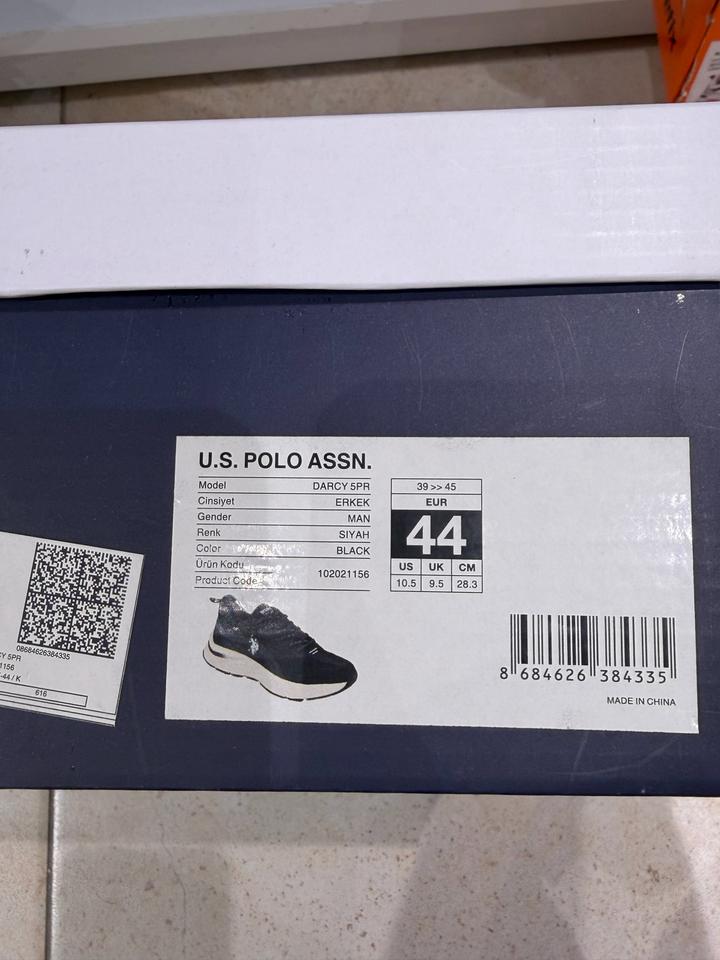 U.S. POLO ASSN.
Model DARCY 5PR
Cinsiyet ERKEK
Gender MAN
Renk SIYAH
Color BLACK
Ürün Kodu
Product Code 102021156
39 >> 45
EUR
44
US UK CM
10.5 9.5 28.3
8 684626 384335
MADE IN CHINA
08684626384335
CY 5PR
1156
-44 / K
616